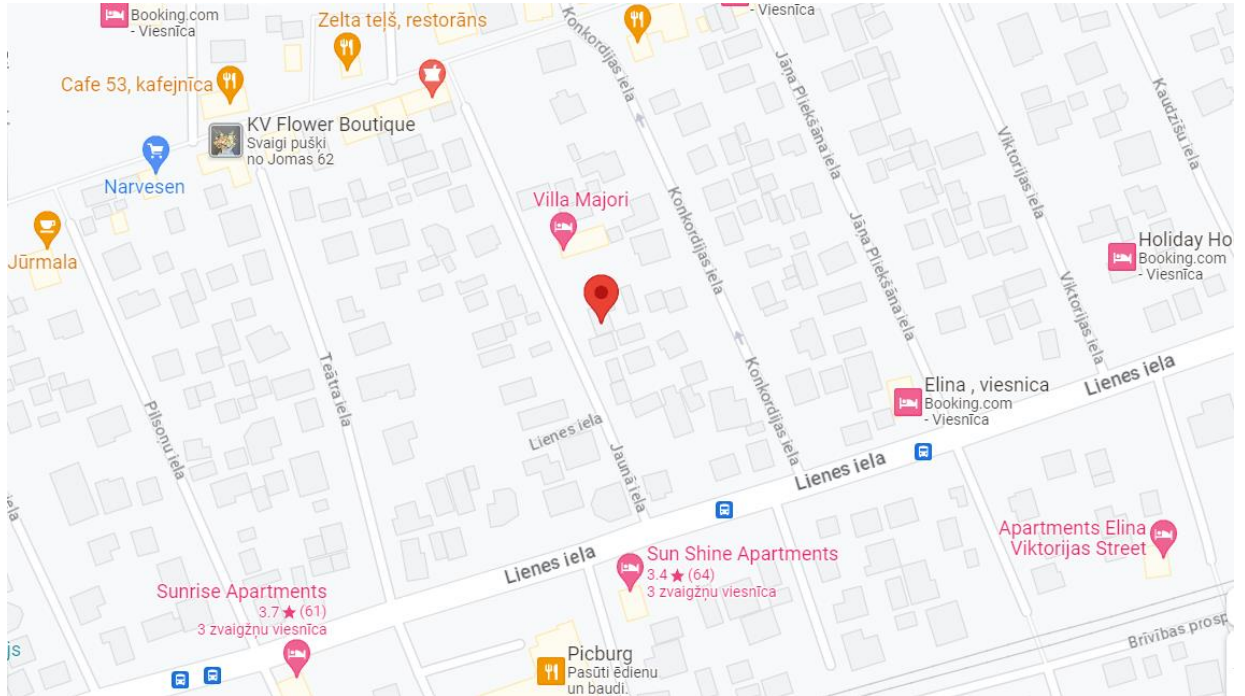 Booking.com
- Viesnīca
Zelta teļš, restorāns
Cafe 53, kafejnīca
KV Flower Boutique
Svaigi pušķi
no Jomas 62
Narvesen
Jūrmala
Villa Majori
Konkordijas iela
Konkordijas iela
Konkordijas iela
Jāņa Pliekšāna iela
Jāņa Pliekšāna iela
Viktorijas iela
Viktorijas iela
Kaudzīšu iela
Holiday Ho
Booking.com
- Viesnīca
- Viesnīca
Teātra iela
Pilsoņu iela
Lienes iela
Jaunā iela
Elina , viesnica
Booking.com
- Viesnīca
Lienes iela
Lienes iela
Lienes iela
Sun Shine Apartments
3.4 ★ (64)
3 zvaigžņu viesnīca
Apartments Elina
Viktorijas Street
Sunrise Apartments
3.7 ★ (61)
3 zvaigžņu viesnīca
Picburg
Pasūti ēdienu
un baudi.
Brīvības prosp
js
ela